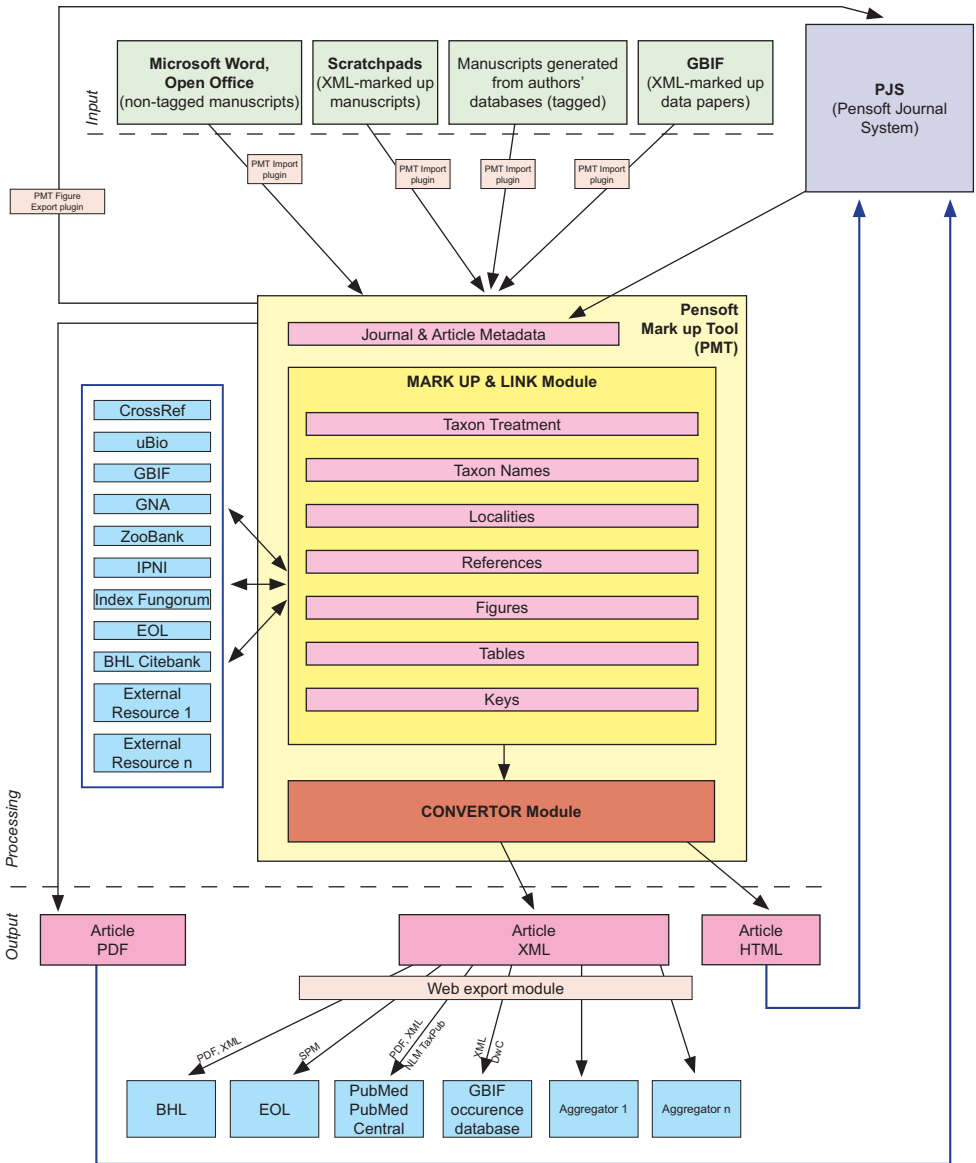 Input
Microsoft Word,
Open Office
(non-tagged manuscripts)
Scratchpads
(XML-marked up
manuscripts)
Manuscripts generated
from authors'
databases (tagged)
GBIF
(XML-marked up
data papers)
PJS
(Pensoft Journal
System)
PMT Import
plugin
PMT Import
plugin
PMT Import
plugin
PMT Import
plugin
PMT Figure
Export plugin
Pensoft
Mark up Tool
(PMT)
Journal & Article Metadata
MARK UP & LINK Module
Taxon Treatment
Taxon Names
Localities
References
Figures
Tables
Keys
CrossRef
uBio
GBIF
GNA
ZooBank
IPNI
Index Fungorum
EOL
BHL Citebank
External
Resource 1
External
Resource n
CONVERTOR Module
Processing
Output
Article
PDF
Article
XML
Article
HTML
Web export module
PDF, XML
SPM
PDF, XML
NLM TaxPub
XML
DwC
BHL
EOL
PubMed
PubMed
Central
GBIF
occurence
database
Aggregator 1
Aggregator n